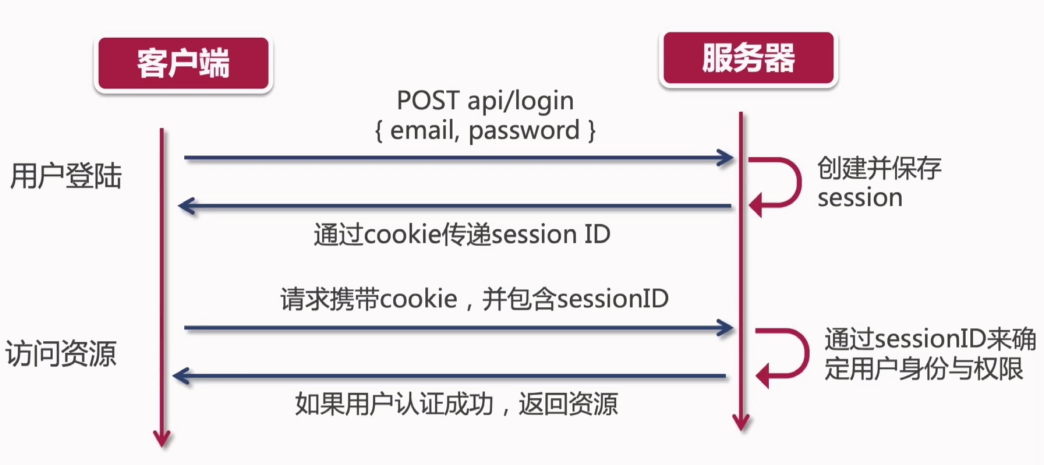 客户端
服务器
POST api/login
{ email, password }
用户登陆
创建并保存
session
通过cookie传递session ID
请求携带cookie，并包含sessionID
访问资源
通过sessionID来确
定用户身份与权限
如果用户认证成功，返回资源